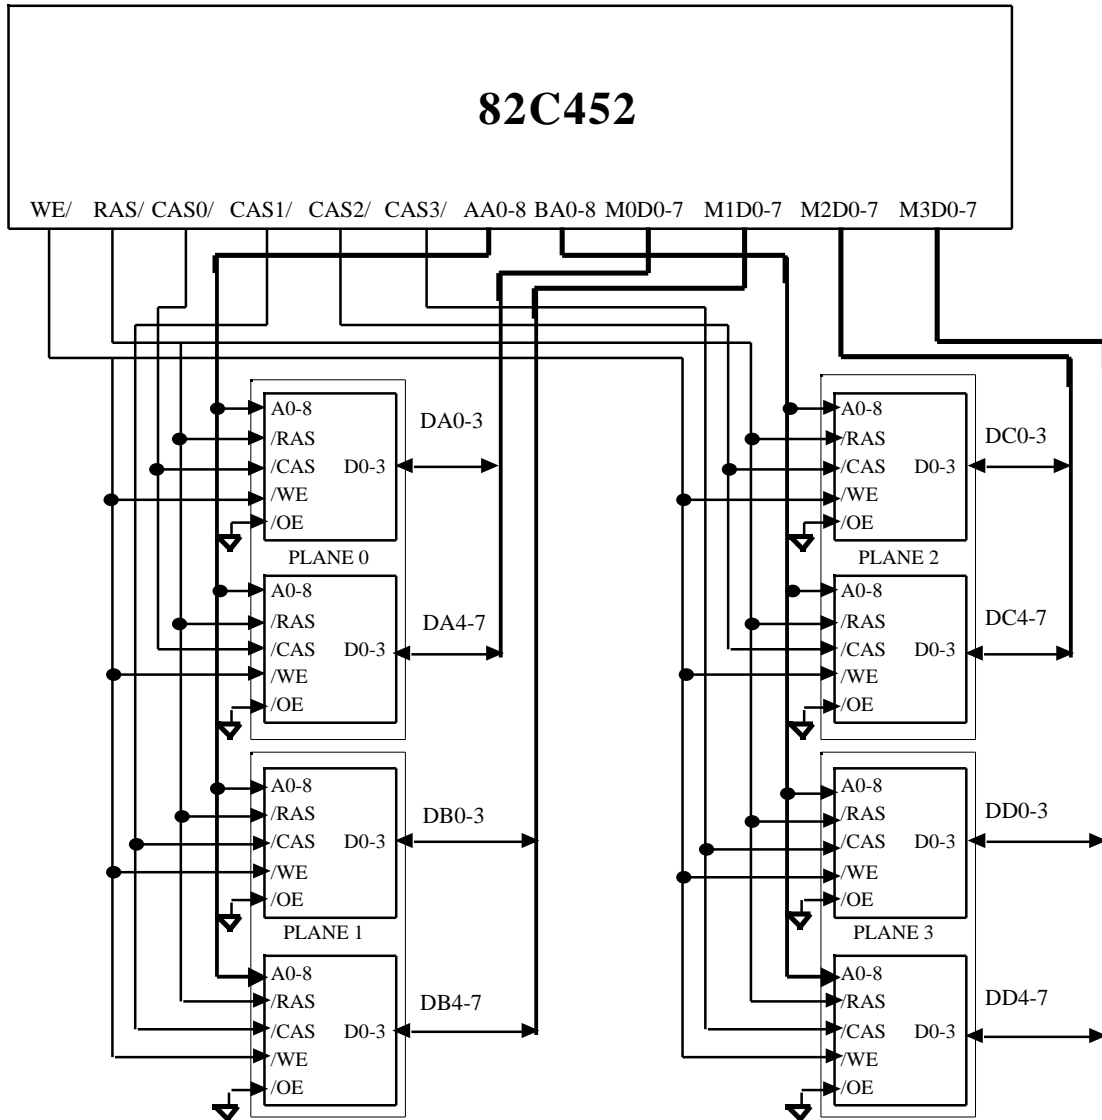 82C452
WE/ RAS/ CAS0/ CAS1/ CAS2/ CAS3/ AA0-8 BA0-8 M0D0-7 M1D0-7 M2D0-7 M3D0-7
A0-8
/RAS
/CAS D0-3
/WE
/OE
DA0-3
PLANE 0
A0-8
/RAS
/CAS D0-3
/WE
/OE
DA4-7
A0-8
/RAS
/CAS D0-3
/WE
/OE
DB0-3
PLANE 1
A0-8
/RAS
/CAS D0-3
/WE
/OE
DB4-7
A0-8
/RAS
/CAS D0-3
/WE
/OE
DC0-3
PLANE 2
A0-8
/RAS
/CAS D0-3
/WE
/OE
DC4-7
A0-8
/RAS
/CAS D0-3
/WE
/OE
DD0-3
PLANE 3
A0-8
/RAS
/CAS D0-3
/WE
/OE
DD4-7